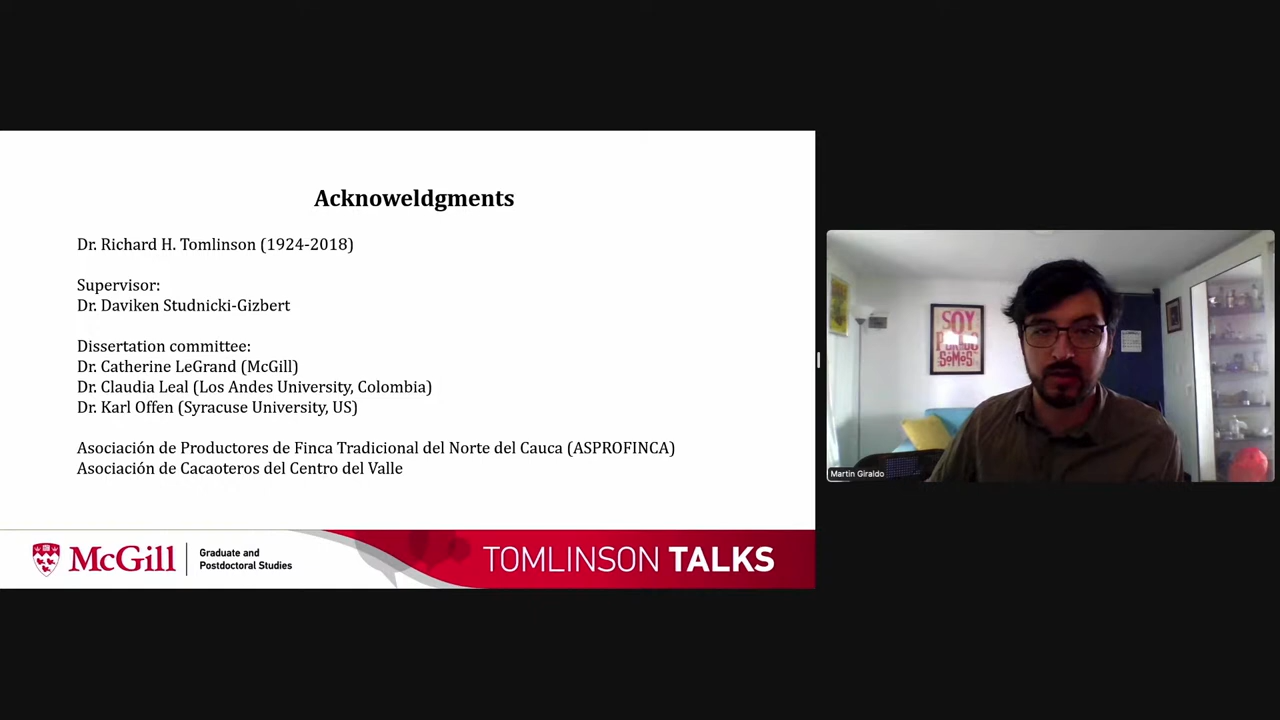 Acknoweldgments
Dr. Richard H. Tomlinson (1924-2018)
Supervisor:
Dr. Daviken Studnicki-Gizbert
Dissertation committee:
Dr. Catherine LeGrand (McGill)
Dr. Claudia Leal (Los Andes University, Colombia)
Dr. Karl Offen (Syracuse University, US)
Asociación de Productores de Finca Tradicional del Norte del Cauca (ASPROFINCA)
Asociación de Cacaoteros del Centro del Valle
McGill
Graduate and
Postdoctoral Studies
TOMLINSON TALKS
SOY
SOMOS
Martin Giraldo